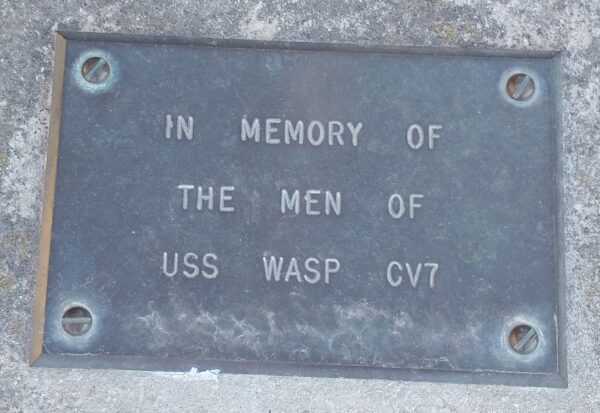 IN MEMORY OF
THE MEN OF
USS WASP CV7